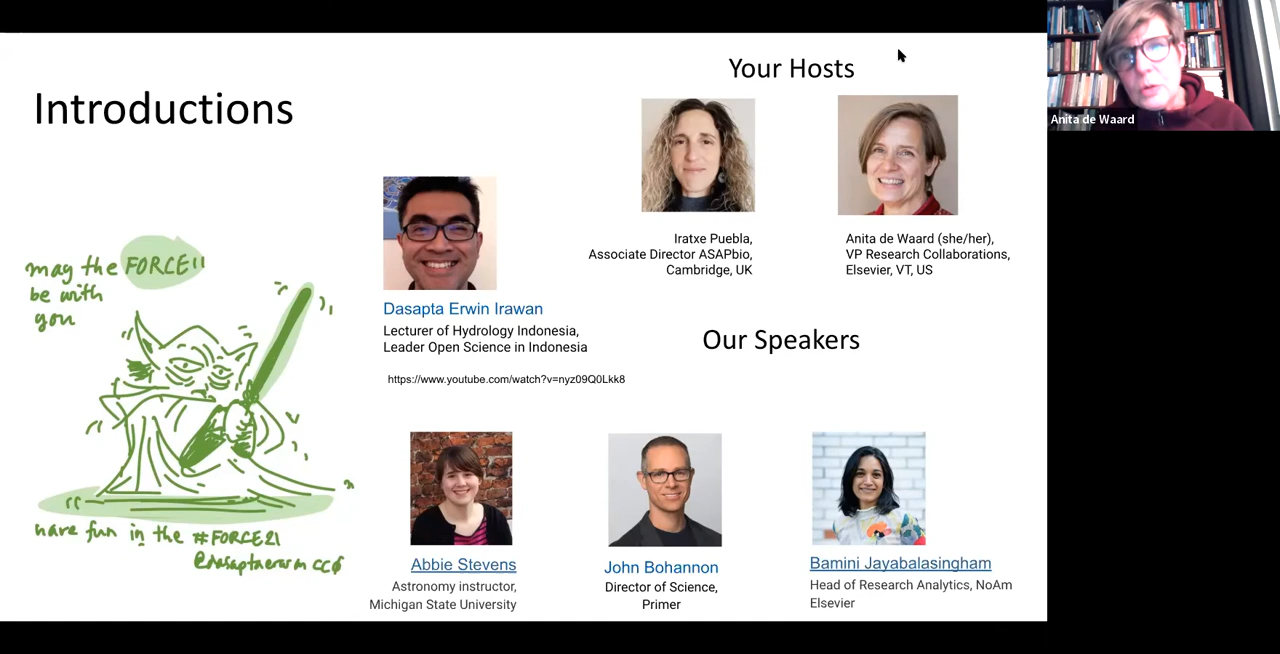 Introductions
Your Hosts
Anita de Waard
Iratxe Puebla,
Associate Director ASAPbio,
Cambridge, UK
Anita de Waard (she/her),
VP Research Collaborations,
Elsevier, VT, US
may the FORCE!!
be with
you
Dasapta Erwin Irawan
Lecturer of Hydrology Indonesia,
Leader Open Science in Indonesia
https://www.youtube.com/watch?v=nyz09Q0Lkk8
Our Speakers
have fun in the #FORCE21
@dasaptaerwin CC0
Abbie Stevens
Astronomy instructor,
Michigan State University
John Bohannon
Director of Science,
Primer
Bamini Jayabalasingham
Head of Research Analytics, NoAm
Elsevier